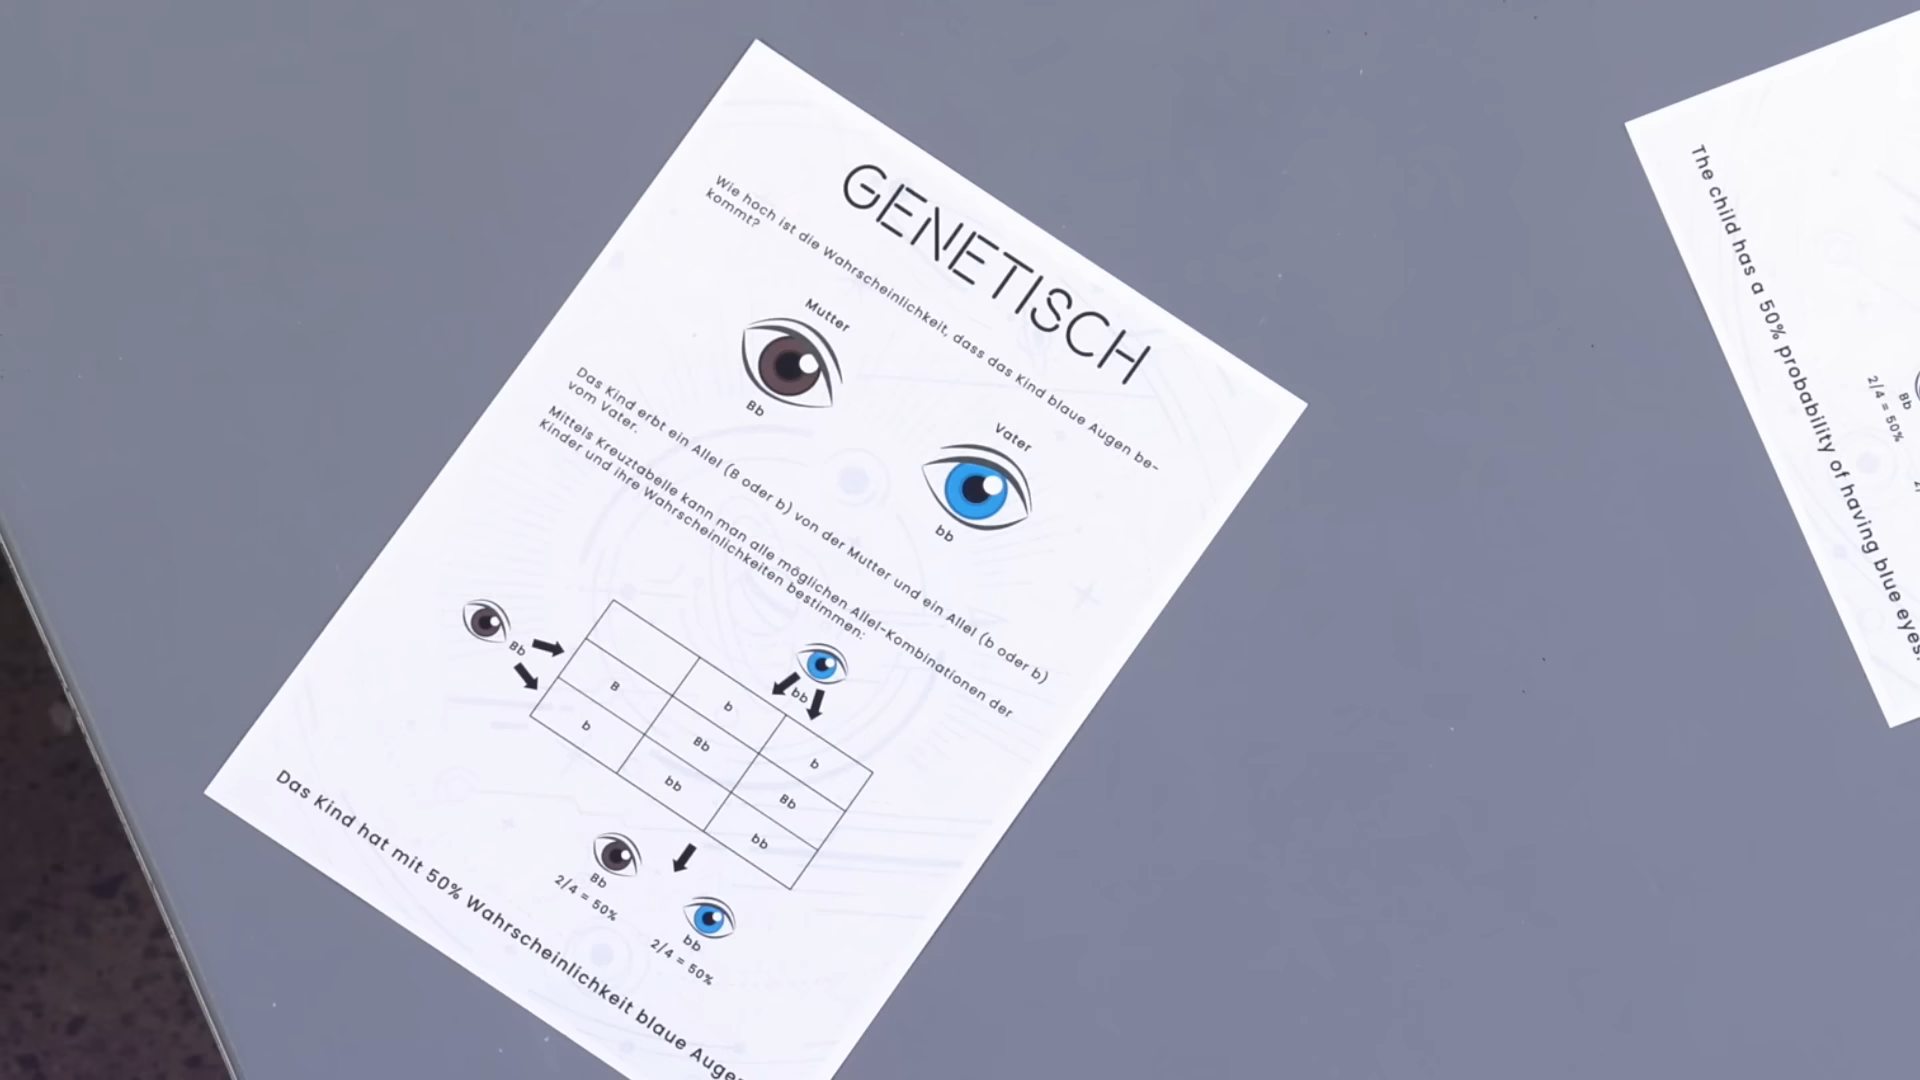 GENETISCH
Wie hoch ist die Wahrscheinlichkeit, dass das Kind blaue Augen be-
kommt?
Mutter
Bb
Vater
bb
Das Kind erbt ein Allel (B oder b) von der Mutter und ein Allel (b oder b)
vom Vater.
Mittels Kreuztabelle kann man alle möglichen Allel-Kombinationen der
Kinder und ihre Wahrscheinlichkeiten bestimmen:
Bb
bb
b
b
B
Bb
Bb
b
bb
bb
Bb
2/4 = 50%
bb
2/4 = 50%
Das Kind hat mit 50% Wahrscheinlichkeit blaue
The child has a 50% probability of having blue eyes.
Bb
2/4 = 50%